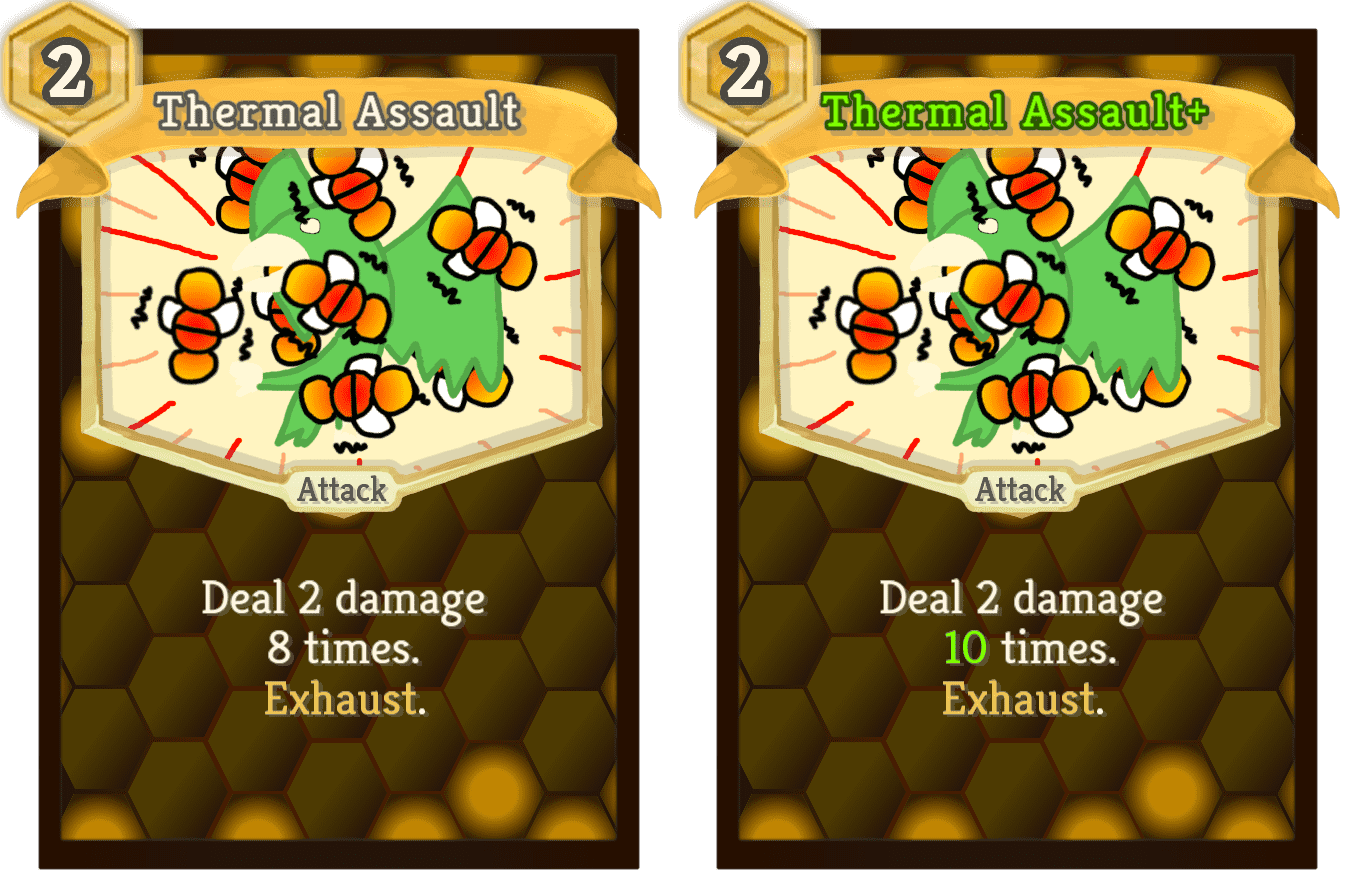 2
Thermal Assault
Attack
Deal 2 damage
8 times.
Exhaust.
2
Thermal Assault+
Attack
Deal 2 damage
10 times.
Exhaust.